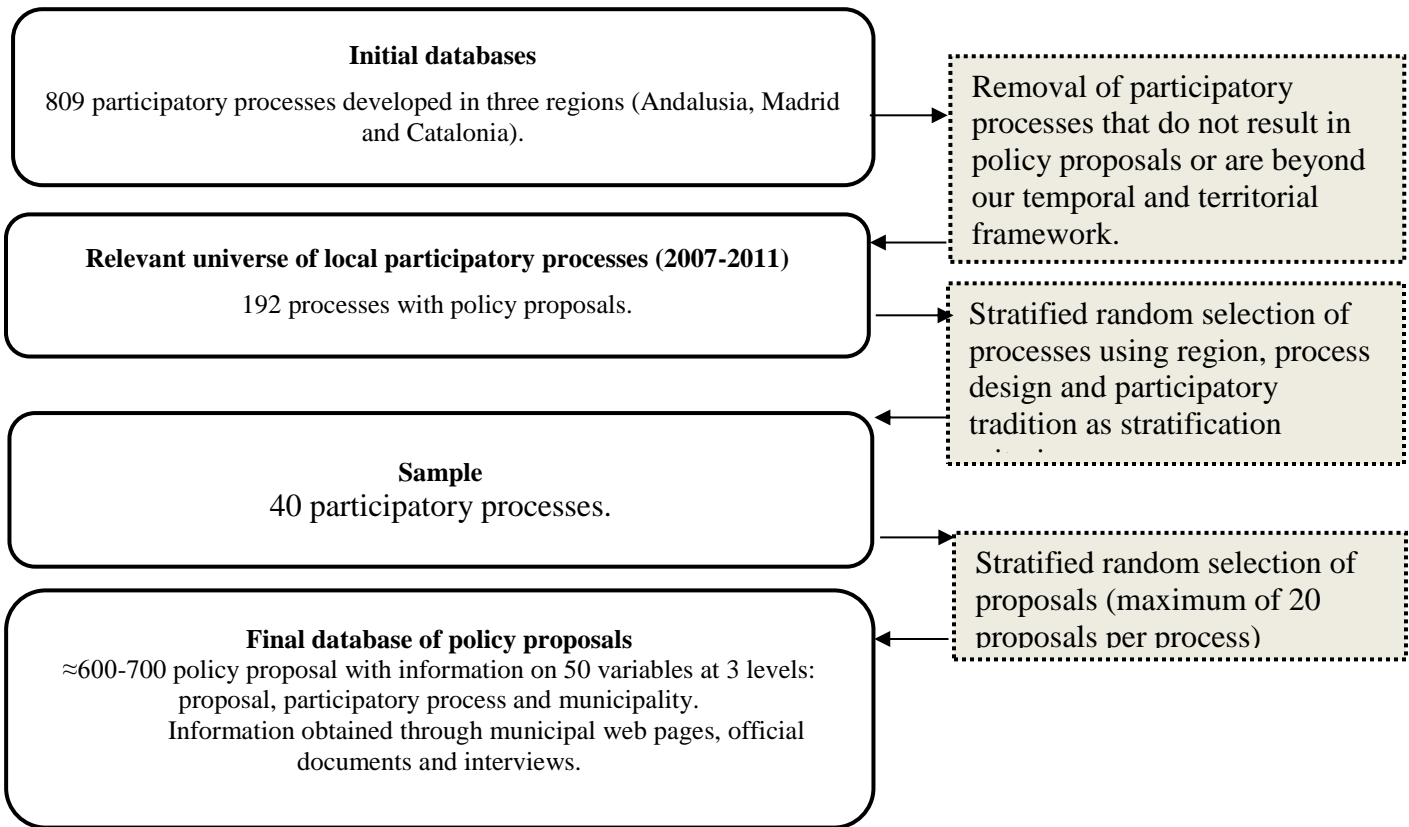 Initial databases
809 participatory processes developed in three regions (Andalusia, Madrid
and Catalonia).
Removal of participatory
processes that do not result in
policy proposals or are beyond
our temporal and territorial
framework.
Relevant universe of local participatory processes (2007-2011)
192 processes with policy proposals.
Stratified random selection of
processes using region, process
design and participatory
tradition as stratification
Sample
40 participatory processes.
Stratified random selection of
proposals (maximum of 20
proposals per process)
Final database of policy proposals
≈600-700 policy proposal with information on 50 variables at 3 levels:
proposal, participatory process and municipality.
Information obtained through municipal web pages, official
documents and interviews.